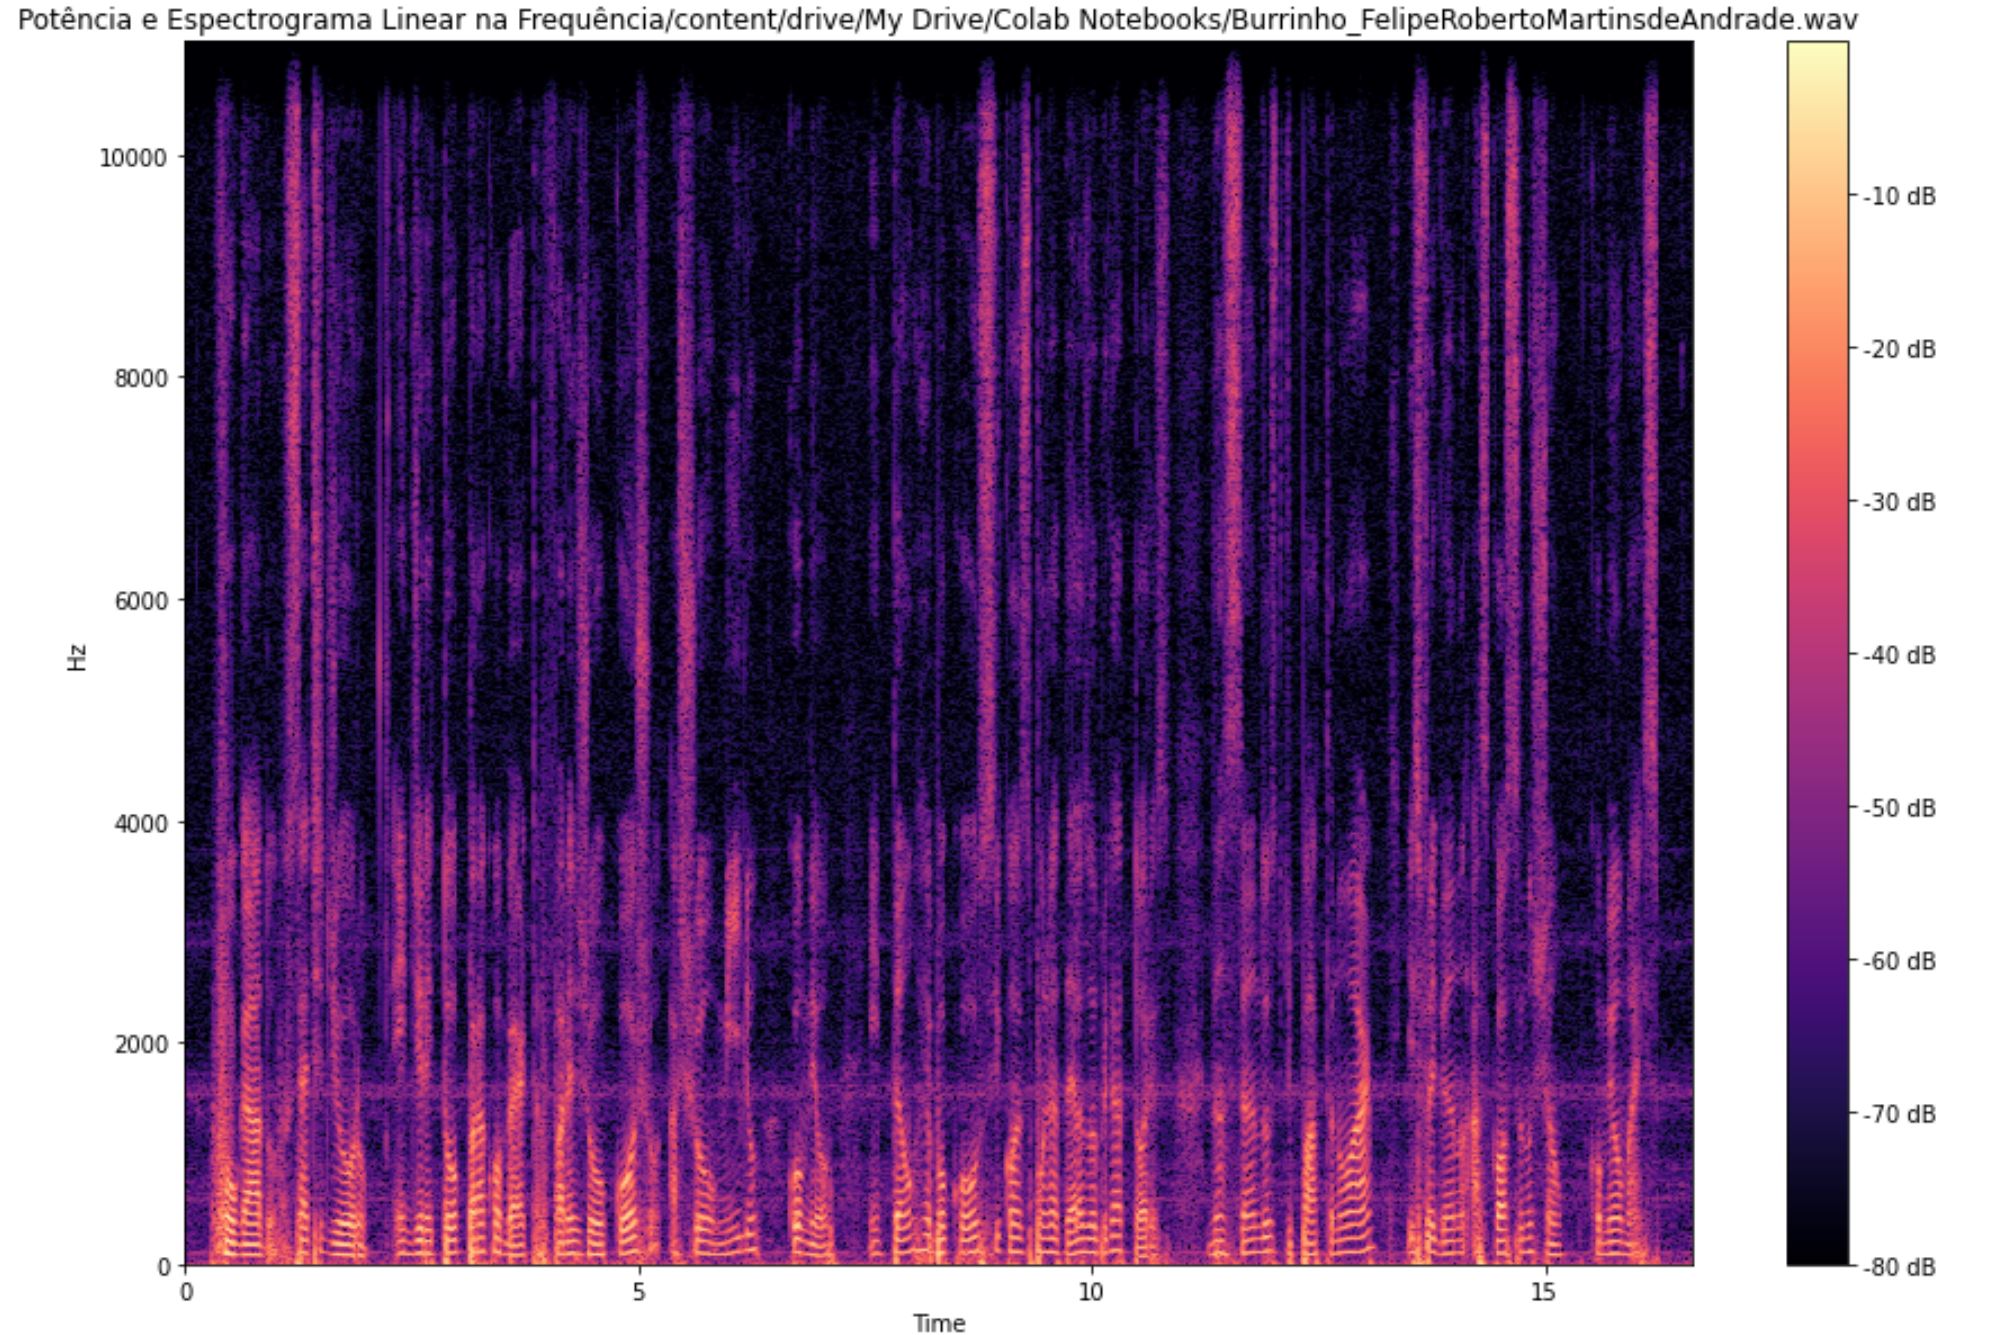 Potência e Espectrograma Linear na Frequência/content/drive/My Drive/Colab Notebooks/Burrinho_FelipeRobertoMartinsdeAndrade.wav
10000
8000
6000
4000
2000
0
Hz
0
5
10
15
Time
-10 dB
-20 dB
-30 dB
-40 dB
-50 dB
-60 dB
-70 dB
-80 dB